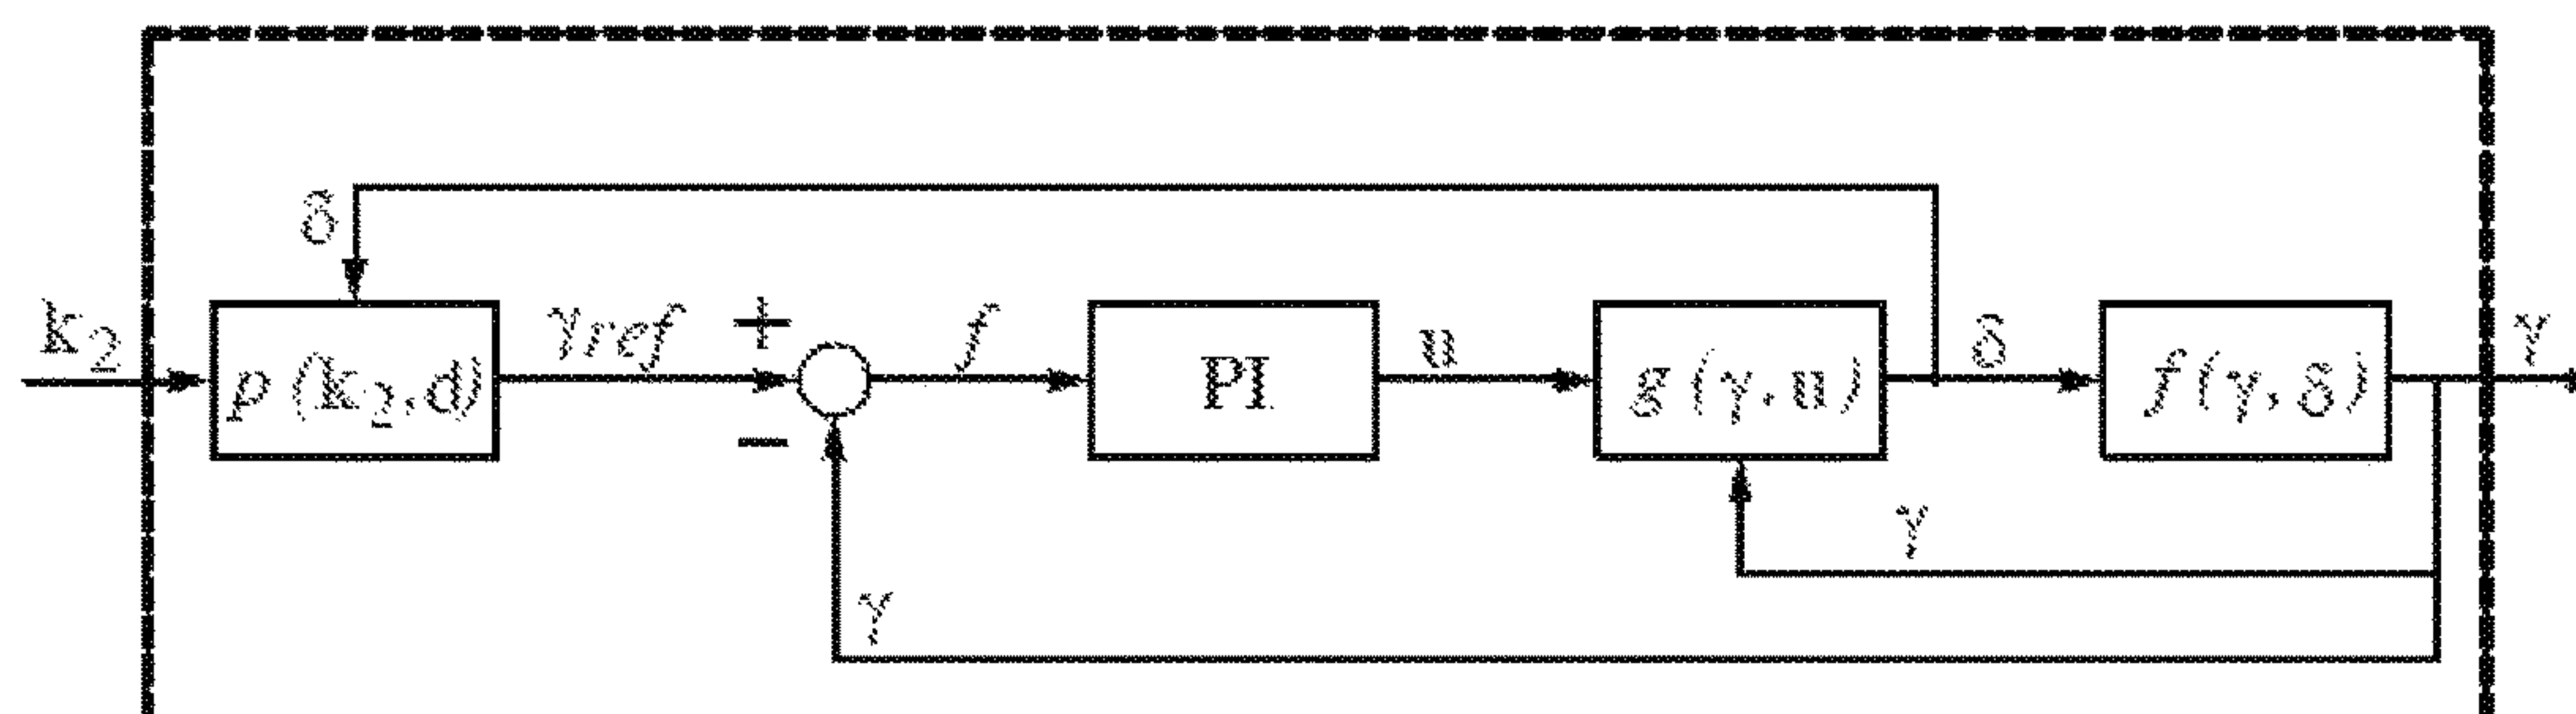 δ
k₂
p (k₂, d)
γref
+
−
f
PI
u
g (γ, u)
δ
f (γ, δ)
γ
γ
γ